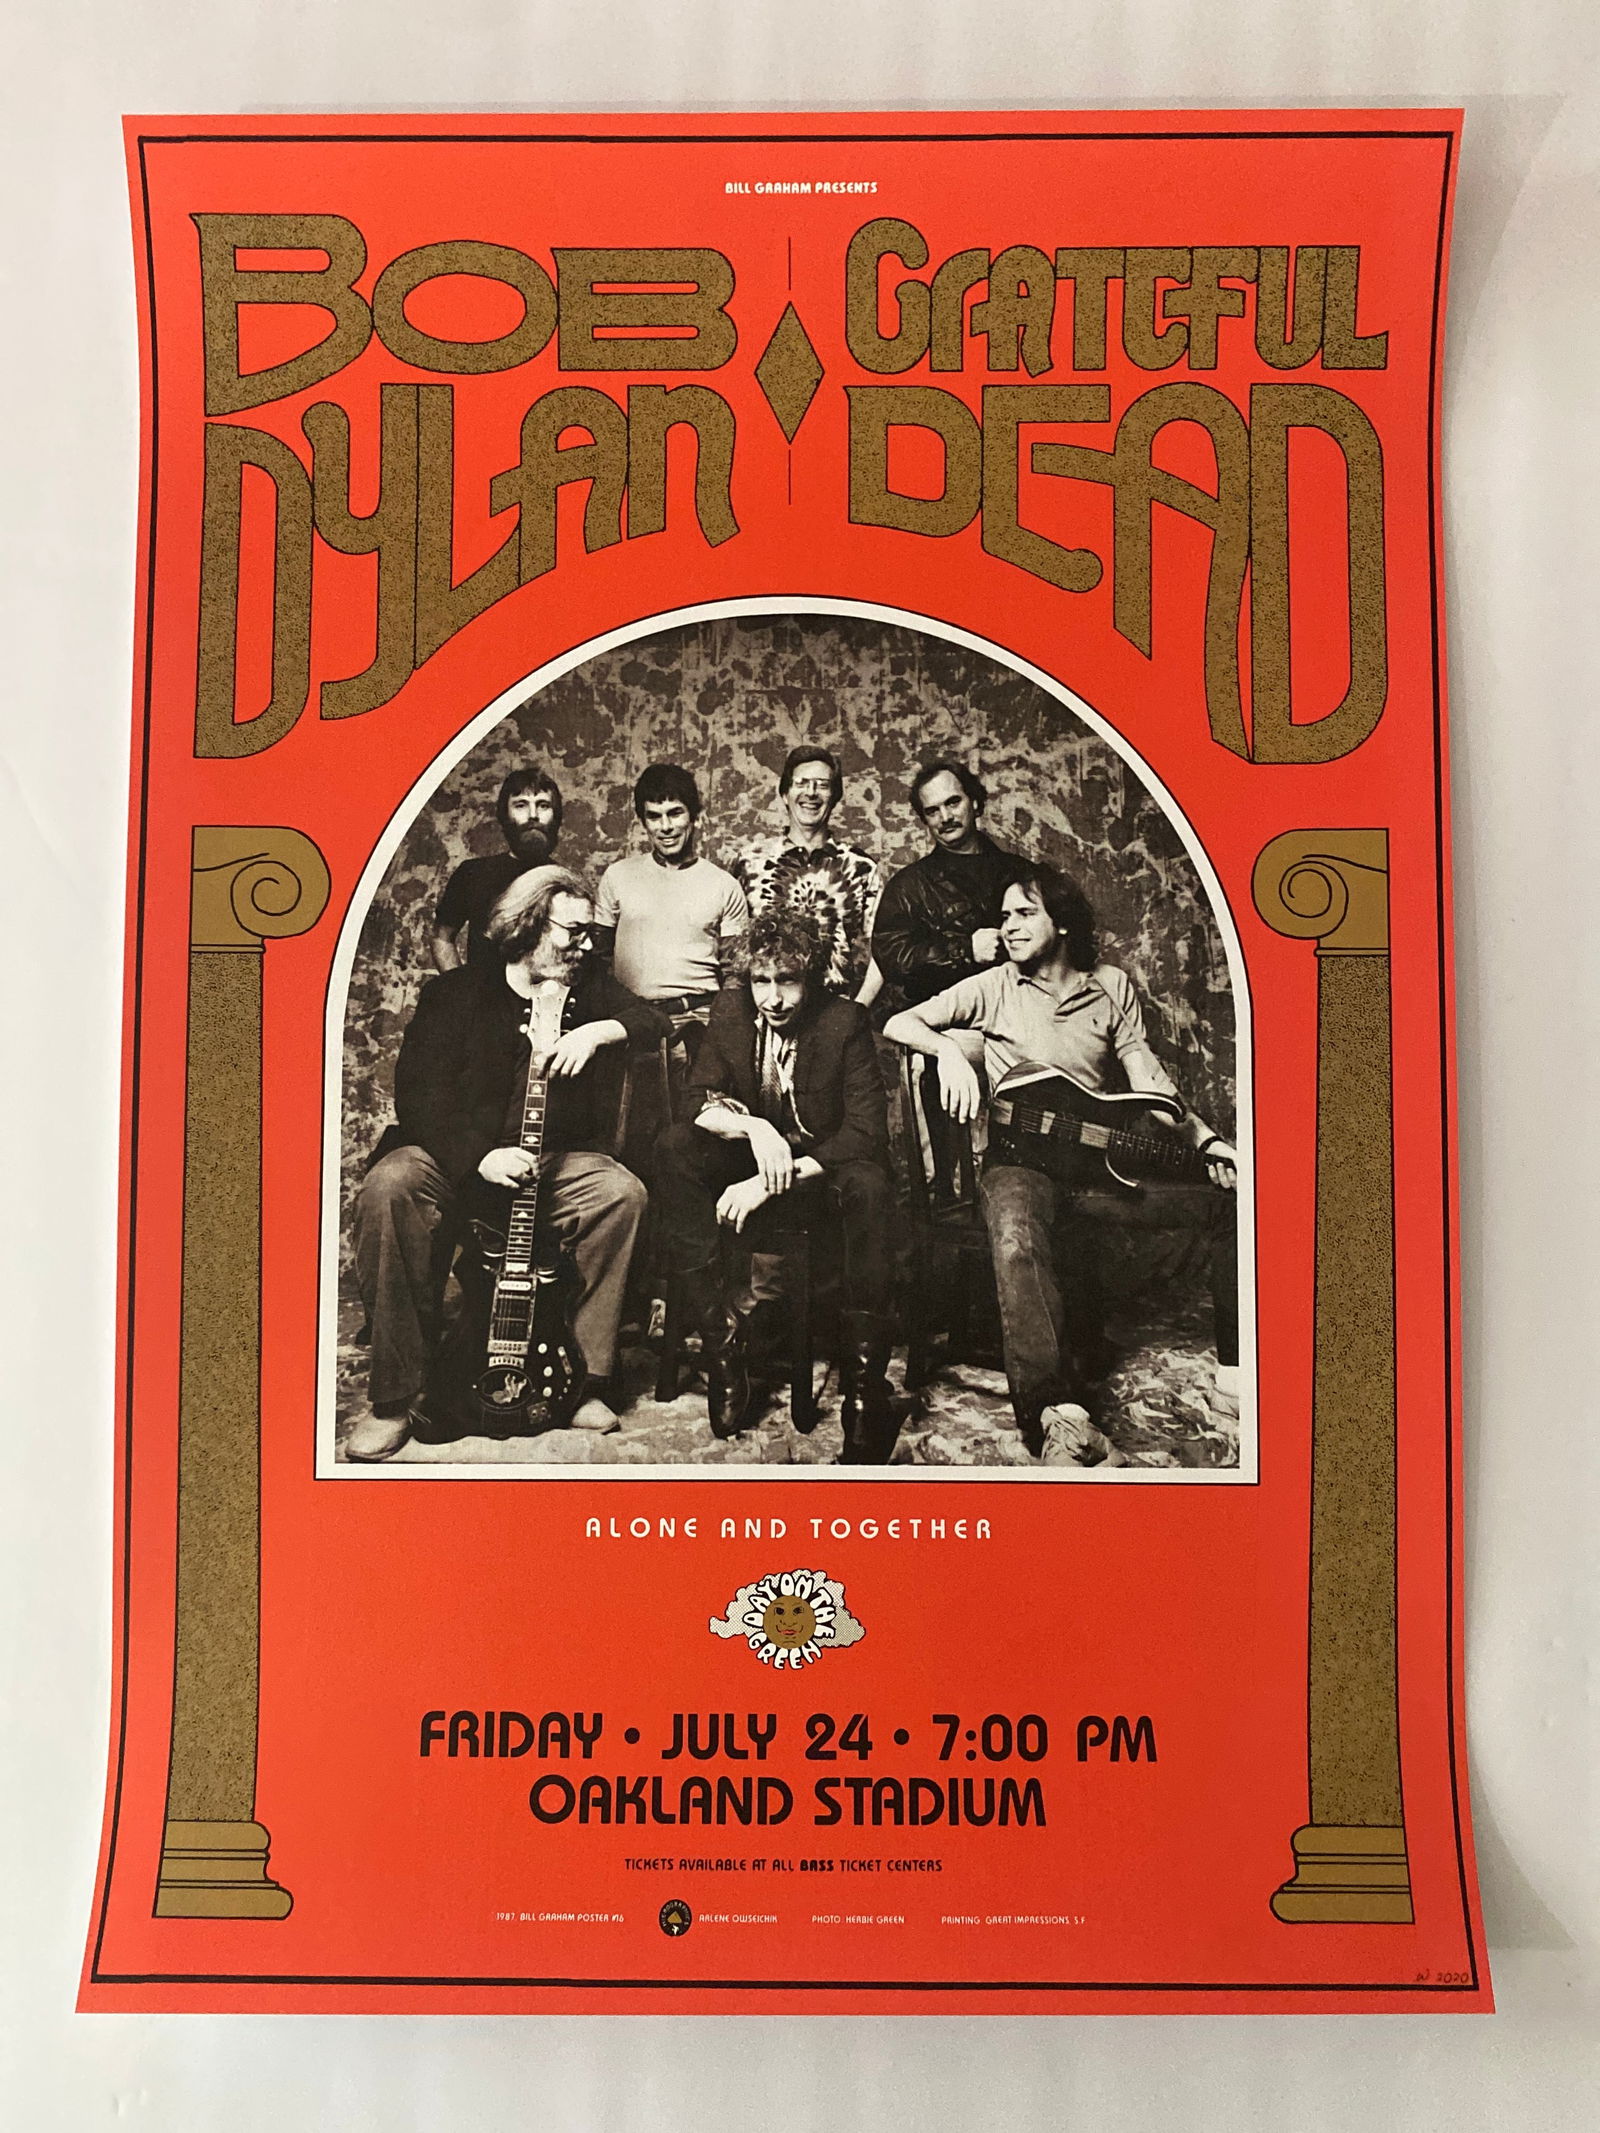 BILL GRAHAM PRESENTS
BOB
DYLAN
GRATEFUL
DEAD
ALONE AND TOGETHER
DAY ON THE
GREEN
FRIDAY • JULY 24 • 7:00 PM
OAKLAND STADIUM
TICKETS AVAILABLE AT ALL BASS TICKET CENTERS
1987, BILL GRAHAM POSTER #16 ARLENE OWSEICHIK PHOTO: HERBIE GREEN PRINTING: GREAT IMPRESSIONS, S.F.
2020